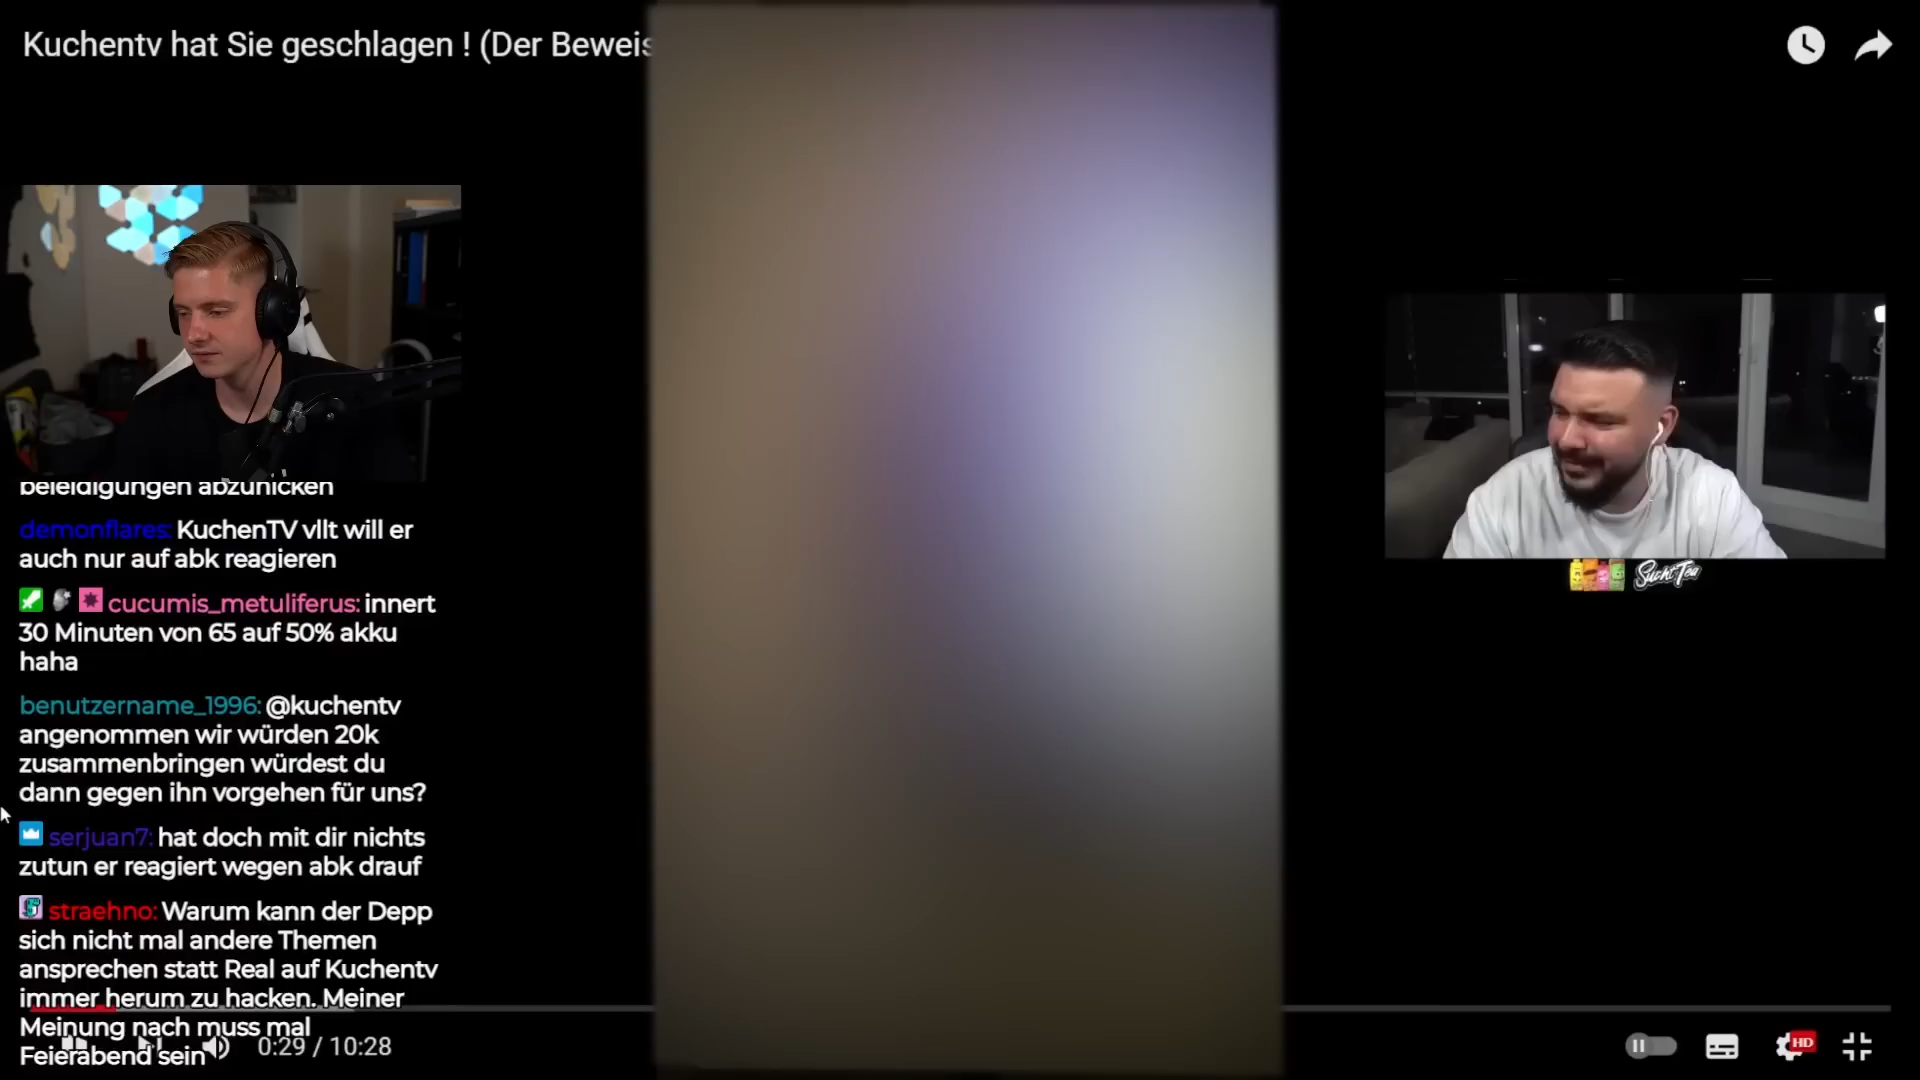 Kuchentv hat Sie geschlagen ! (Der Beweis
beleidigungen abzunicken
demonflares: KuchenTV vllt will er
auch nur auf abk reagieren
cucumis_metuliferus: innert
30 Minuten von 65 auf 50% akku
haha
benutzername_1996: @kuchentv
angenommen wir würden 20k
zusammenbringen würdest du
dann gegen ihn vorgehen für uns?
serjuan7: hat doch mit dir nichts
zutun er reagiert wegen abk drauf
straehno: Warum kann der Depp
sich nicht mal andere Themen
ansprechen statt Real auf Kuchentv
immer herum zu hacken. Meiner
Meinung nach muss mal
Feierabend sein
Sucht Tea
0:29 / 10:28
HD